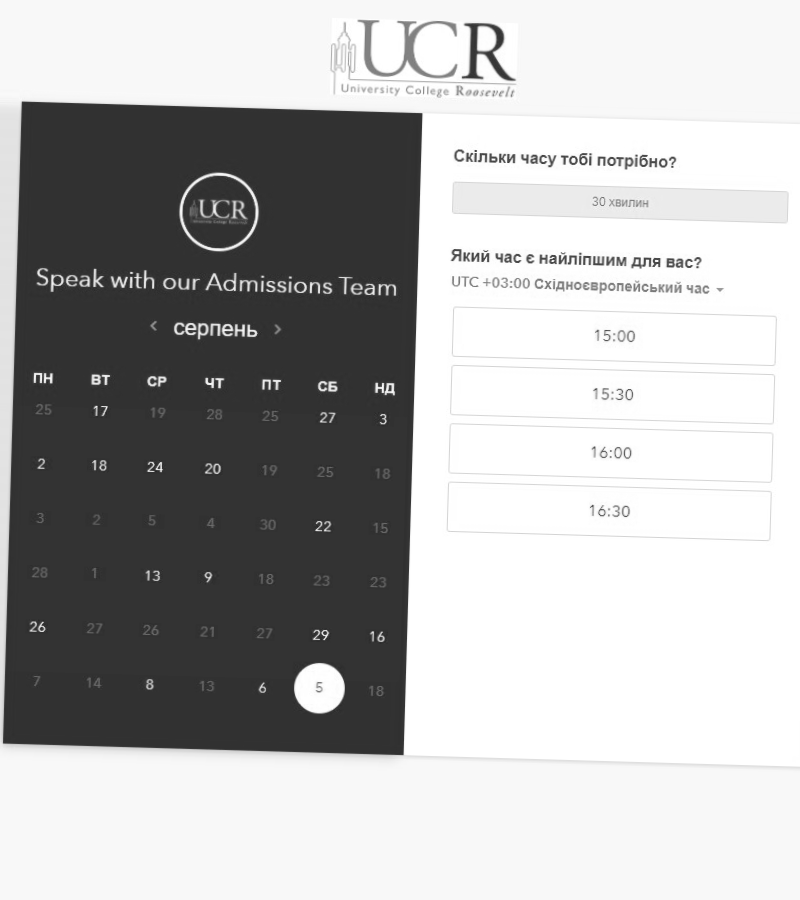 UCR
University College Roosevelt
UCR
Speak with our Admissions Team
серпень
ПН ВТ СР ЧТ ПТ СБ НД
25 17 19 28 25 27 3
2 18 24 20 19 25 18
3 2 5 4 30 22 15
28 1 13 9 18 23 23
26 27 26 21 27 29 16
7 14 8 13 6 5 18
Скільки часу тобі потрібно?
30 хвилин
Який час є найліпшим для вас?
UTC +03:00 Східноєвропейський час
15:00
15:30
16:00
16:30